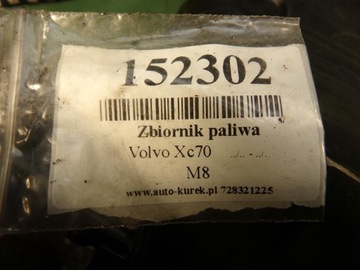 152302
Zbiornik paliwa
Volvo Xc70 ..... - .....
M8
www.auto-kurek.pl 728321225